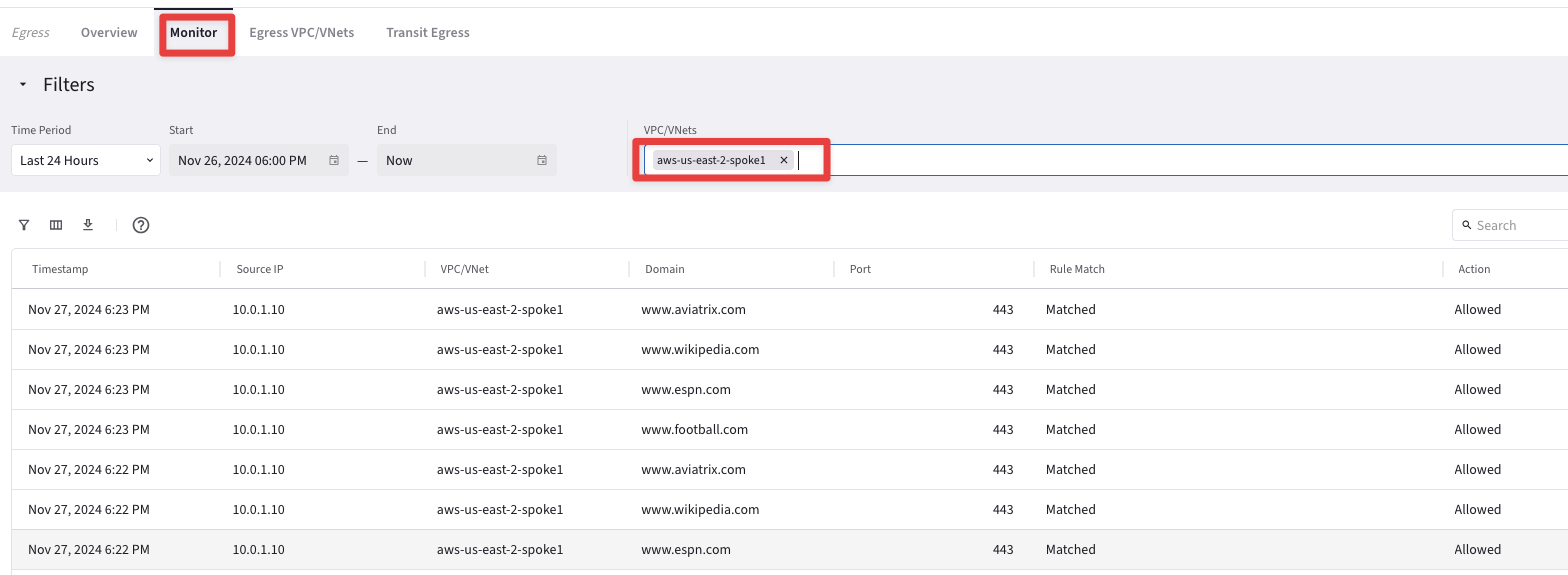 Egress Overview Monitor Egress VPC/VNets Transit Egress
Filters
Time Period Start End VPC/VNets
Last 24 Hours Nov 26, 2024 06:00 PM — Now aws-us-east-2-spoke1 ✕
? Search
Timestamp Source IP VPC/VNet Domain Port Rule Match Action
Nov 27, 2024 6:23 PM 10.0.1.10 aws-us-east-2-spoke1 www.aviatrix.com 443 Matched Allowed
Nov 27, 2024 6:23 PM 10.0.1.10 aws-us-east-2-spoke1 www.wikipedia.com 443 Matched Allowed
Nov 27, 2024 6:23 PM 10.0.1.10 aws-us-east-2-spoke1 www.espn.com 443 Matched Allowed
Nov 27, 2024 6:23 PM 10.0.1.10 aws-us-east-2-spoke1 www.football.com 443 Matched Allowed
Nov 27, 2024 6:22 PM 10.0.1.10 aws-us-east-2-spoke1 www.aviatrix.com 443 Matched Allowed
Nov 27, 2024 6:22 PM 10.0.1.10 aws-us-east-2-spoke1 www.wikipedia.com 443 Matched Allowed
Nov 27, 2024 6:22 PM 10.0.1.10 aws-us-east-2-spoke1 www.espn.com 443 Matched Allowed